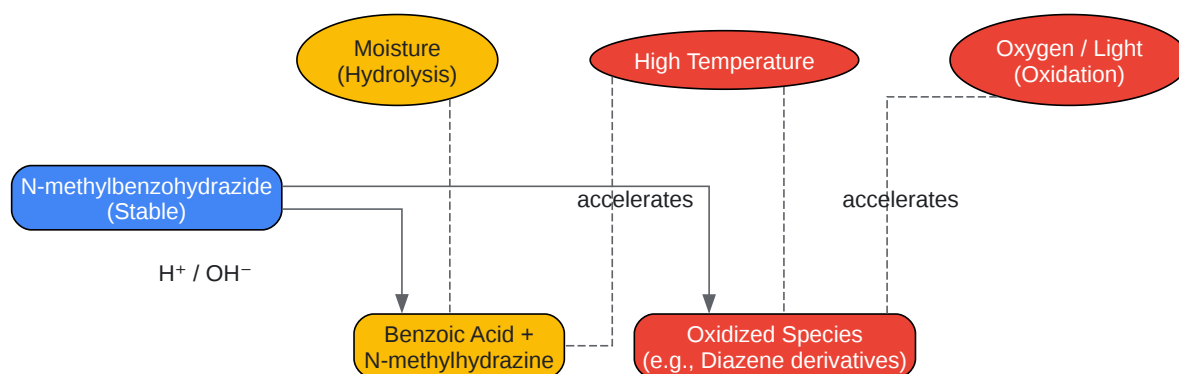 Moisture
(Hydrolysis)
High Temperature
Oxygen / Light
(Oxidation)
N-methylbenzohydrazide
(Stable)
accelerates
accelerates
H⁺ / OH⁻
Benzoic Acid +
N-methylhydrazine
Oxidized Species
(e.g., Diazene derivatives)